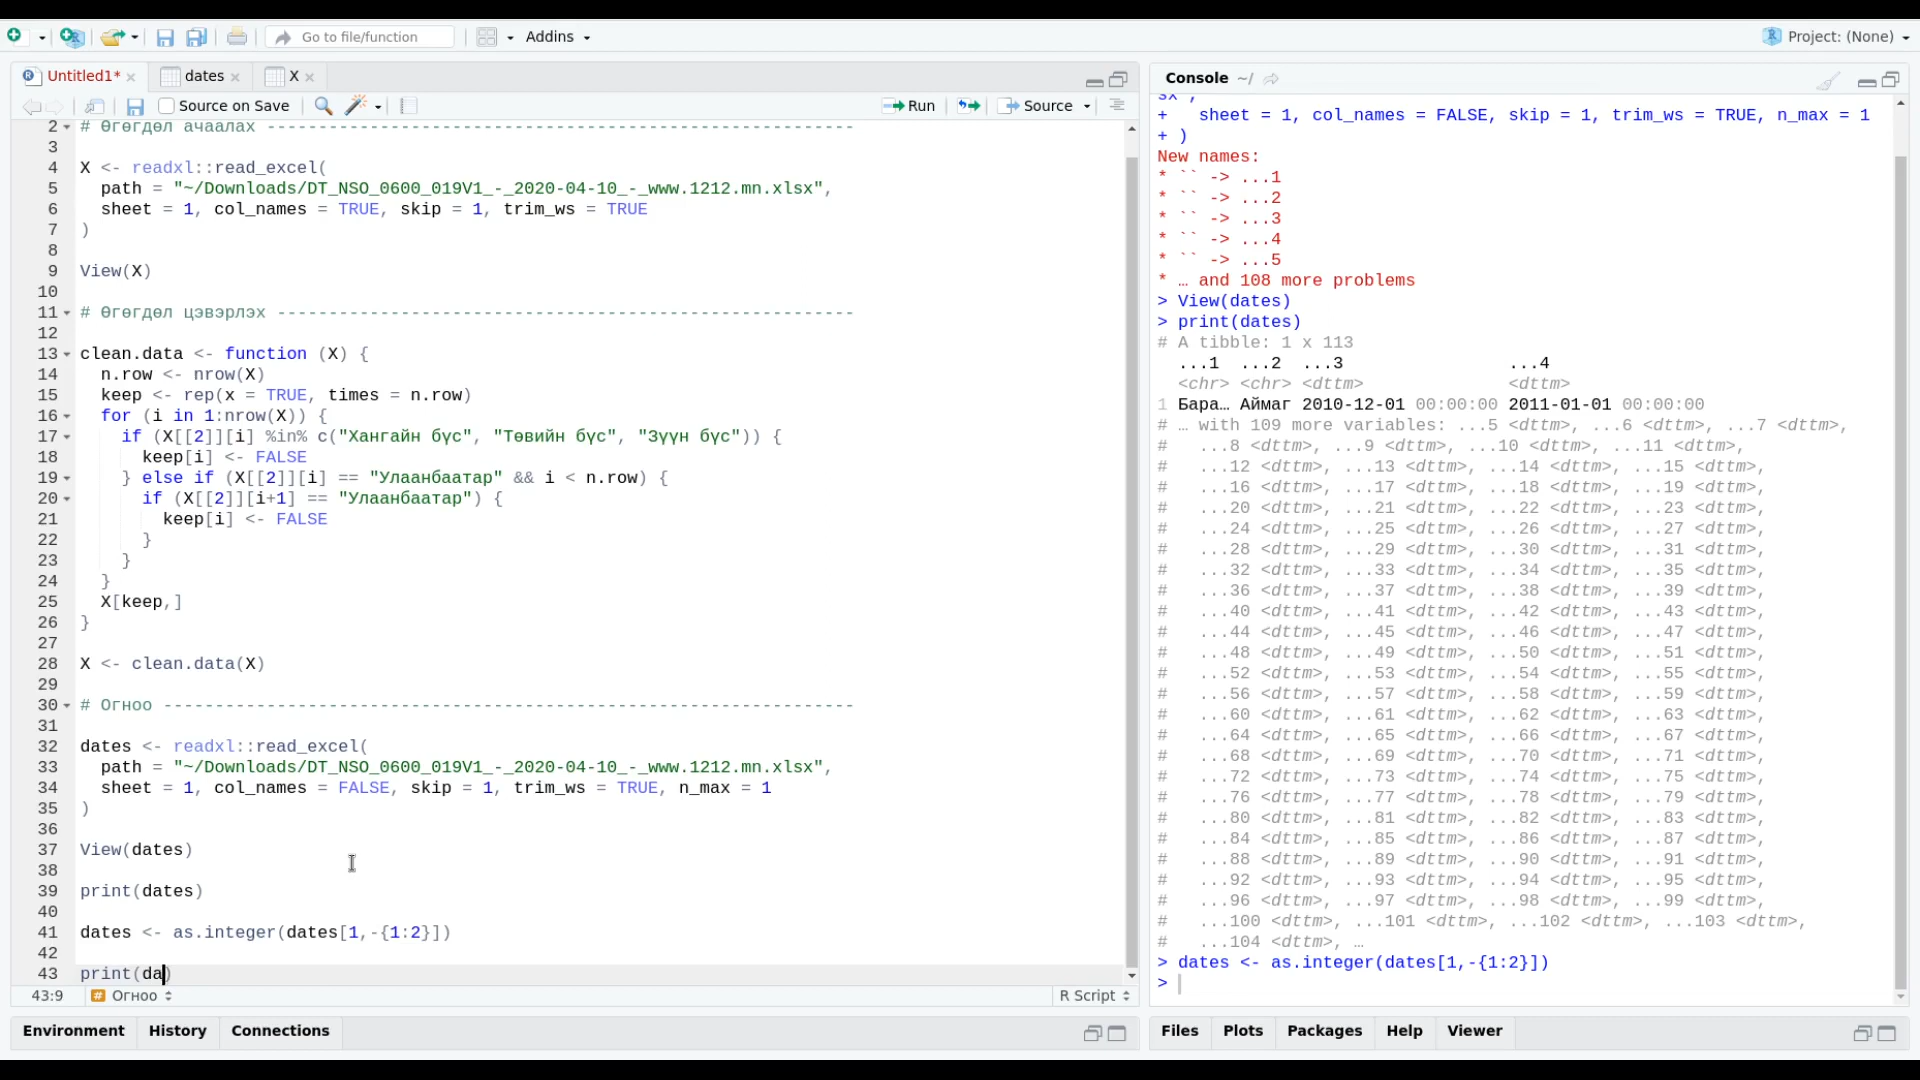 Go to file/function
Addins
Project: (None)
Untitled1*
dates
X
Source on Save
Run
Source
2 # Өгөгдөл ачаалах ---------------------------------------------------------
3
4 X <- readxl::read_excel(
5   path = "~/Downloads/DT_NSO_0600_019V1_-_2020-04-10_-_www.1212.mn.xlsx",
6   sheet = 1, col_names = TRUE, skip = 1, trim_ws = TRUE
7 )
8
9 View(X)
10
11 # Өгөгдөл цэвэрлэх --------------------------------------------------------
12
13 clean.data <- function (X) {
14   n.row <- nrow(X)
15   keep <- rep(x = TRUE, times = n.row)
16   for (i in 1:nrow(X)) {
17     if (X[[2]][i] %in% c("Хангайн бүс", "Төвийн бүс", "Зүүн бүс")) {
18       keep[i] <- FALSE
19     } else if (X[[2]][i] == "Улаанбаатар" && i < n.row) {
20       if (X[[2]][i+1] == "Улаанбаатар") {
21         keep[i] <- FALSE
22       }
23     }
24   }
25   X[keep,]
26 }
27
28 X <- clean.data(X)
29
30 # Огноо -------------------------------------------------------------------
31
32 dates <- readxl::read_excel(
33   path = "~/Downloads/DT_NSO_0600_019V1_-_2020-04-10_-_www.1212.mn.xlsx",
34   sheet = 1, col_names = FALSE, skip = 1, trim_ws = TRUE, n_max = 1
35 )
36
37 View(dates)
38
39 print(dates)
40
41 dates <- as.integer(dates[1,-{1:2}])
42
43 print(da)
43:9
# Огноо
R Script
Environment
History
Connections
Console ~/
sx",
+   sheet = 1, col_names = FALSE, skip = 1, trim_ws = TRUE, n_max = 1
+ )
New names:
* `` -> ...1
* `` -> ...2
* `` -> ...3
* `` -> ...4
* `` -> ...5
* … and 108 more problems
> View(dates)
> print(dates)
# A tibble: 1 x 113
  ...1  ...2  ...3                ...4
  <chr> <chr> <dttm>              <dttm>
1 Бара… Аймаг 2010-12-01 00:00:00 2011-01-01 00:00:00
# … with 109 more variables: ...5 <dttm>, ...6 <dttm>, ...7 <dttm>,
#   ...8 <dttm>, ...9 <dttm>, ...10 <dttm>, ...11 <dttm>,
#   ...12 <dttm>, ...13 <dttm>, ...14 <dttm>, ...15 <dttm>,
#   ...16 <dttm>, ...17 <dttm>, ...18 <dttm>, ...19 <dttm>,
#   ...20 <dttm>, ...21 <dttm>, ...22 <dttm>, ...23 <dttm>,
#   ...24 <dttm>, ...25 <dttm>, ...26 <dttm>, ...27 <dttm>,
#   ...28 <dttm>, ...29 <dttm>, ...30 <dttm>, ...31 <dttm>,
#   ...32 <dttm>, ...33 <dttm>, ...34 <dttm>, ...35 <dttm>,
#   ...36 <dttm>, ...37 <dttm>, ...38 <dttm>, ...39 <dttm>,
#   ...40 <dttm>, ...41 <dttm>, ...42 <dttm>, ...43 <dttm>,
#   ...44 <dttm>, ...45 <dttm>, ...46 <dttm>, ...47 <dttm>,
#   ...48 <dttm>, ...49 <dttm>, ...50 <dttm>, ...51 <dttm>,
#   ...52 <dttm>, ...53 <dttm>, ...54 <dttm>, ...55 <dttm>,
#   ...56 <dttm>, ...57 <dttm>, ...58 <dttm>, ...59 <dttm>,
#   ...60 <dttm>, ...61 <dttm>, ...62 <dttm>, ...63 <dttm>,
#   ...64 <dttm>, ...65 <dttm>, ...66 <dttm>, ...67 <dttm>,
#   ...68 <dttm>, ...69 <dttm>, ...70 <dttm>, ...71 <dttm>,
#   ...72 <dttm>, ...73 <dttm>, ...74 <dttm>, ...75 <dttm>,
#   ...76 <dttm>, ...77 <dttm>, ...78 <dttm>, ...79 <dttm>,
#   ...80 <dttm>, ...81 <dttm>, ...82 <dttm>, ...83 <dttm>,
#   ...84 <dttm>, ...85 <dttm>, ...86 <dttm>, ...87 <dttm>,
#   ...88 <dttm>, ...89 <dttm>, ...90 <dttm>, ...91 <dttm>,
#   ...92 <dttm>, ...93 <dttm>, ...94 <dttm>, ...95 <dttm>,
#   ...96 <dttm>, ...97 <dttm>, ...98 <dttm>, ...99 <dttm>,
#   ...100 <dttm>, ...101 <dttm>, ...102 <dttm>, ...103 <dttm>,
#   ...104 <dttm>, …
> dates <- as.integer(dates[1,-{1:2}])
>
Files
Plots
Packages
Help
Viewer